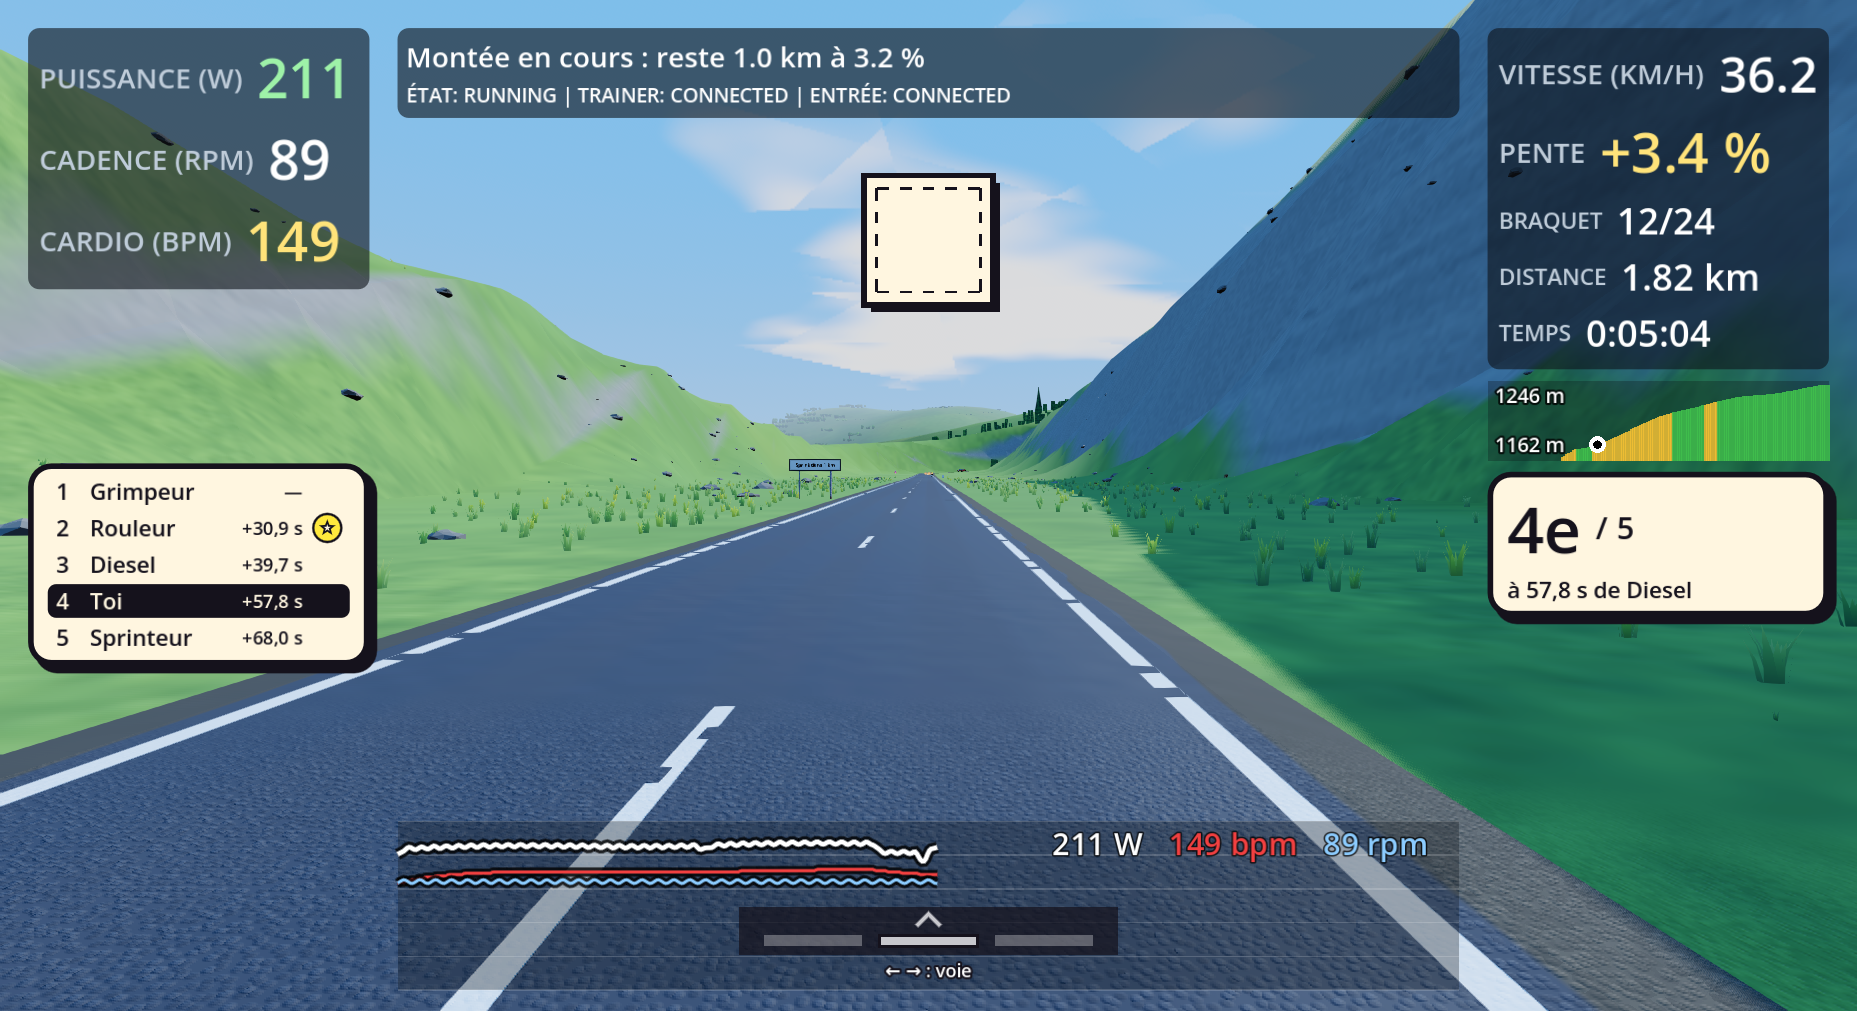 PUISSANCE (W) 211
CADENCE (RPM) 89
CARDIO (BPM) 149
Montée en cours : reste 1.0 km à 3.2 %
ÉTAT: RUNNING | TRAINER: CONNECTED | ENTRÉE: CONNECTED
VITESSE (KM/H) 36.2
PENTE +3.4 %
BRAQUET 12/24
DISTANCE 1.82 km
TEMPS 0:05:04
1246 m
1162 m
1 Grimpeur —
2 Rouleur +30,9 s
3 Diesel +39,7 s
4 Toi +57,8 s
5 Sprinteur +68,0 s
4e / 5
à 57,8 s de Diesel
211 W 149 bpm 89 rpm
← → : voie